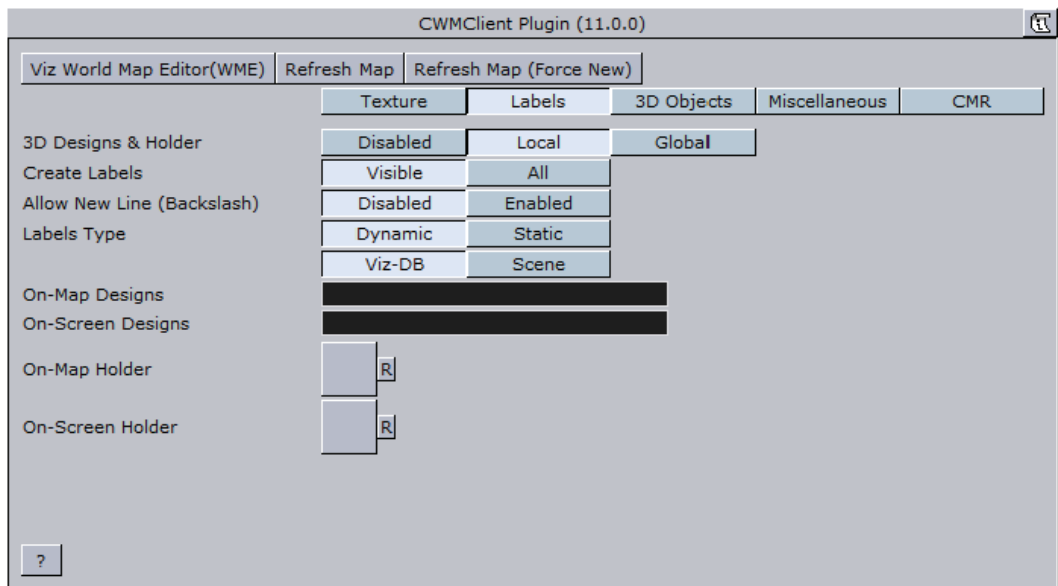 CWMClient Plugin (11.0.0)
Viz World Map Editor(WME) Refresh Map Refresh Map (Force New)
Texture Labels 3D Objects Miscellaneous CMR
3D Designs & Holder Disabled Local Global
Create Labels Visible All
Allow New Line (Backslash) Disabled Enabled
Labels Type Dynamic Static
Viz-DB Scene
On-Map Designs
On-Screen Designs
On-Map Holder R
On-Screen Holder R
?